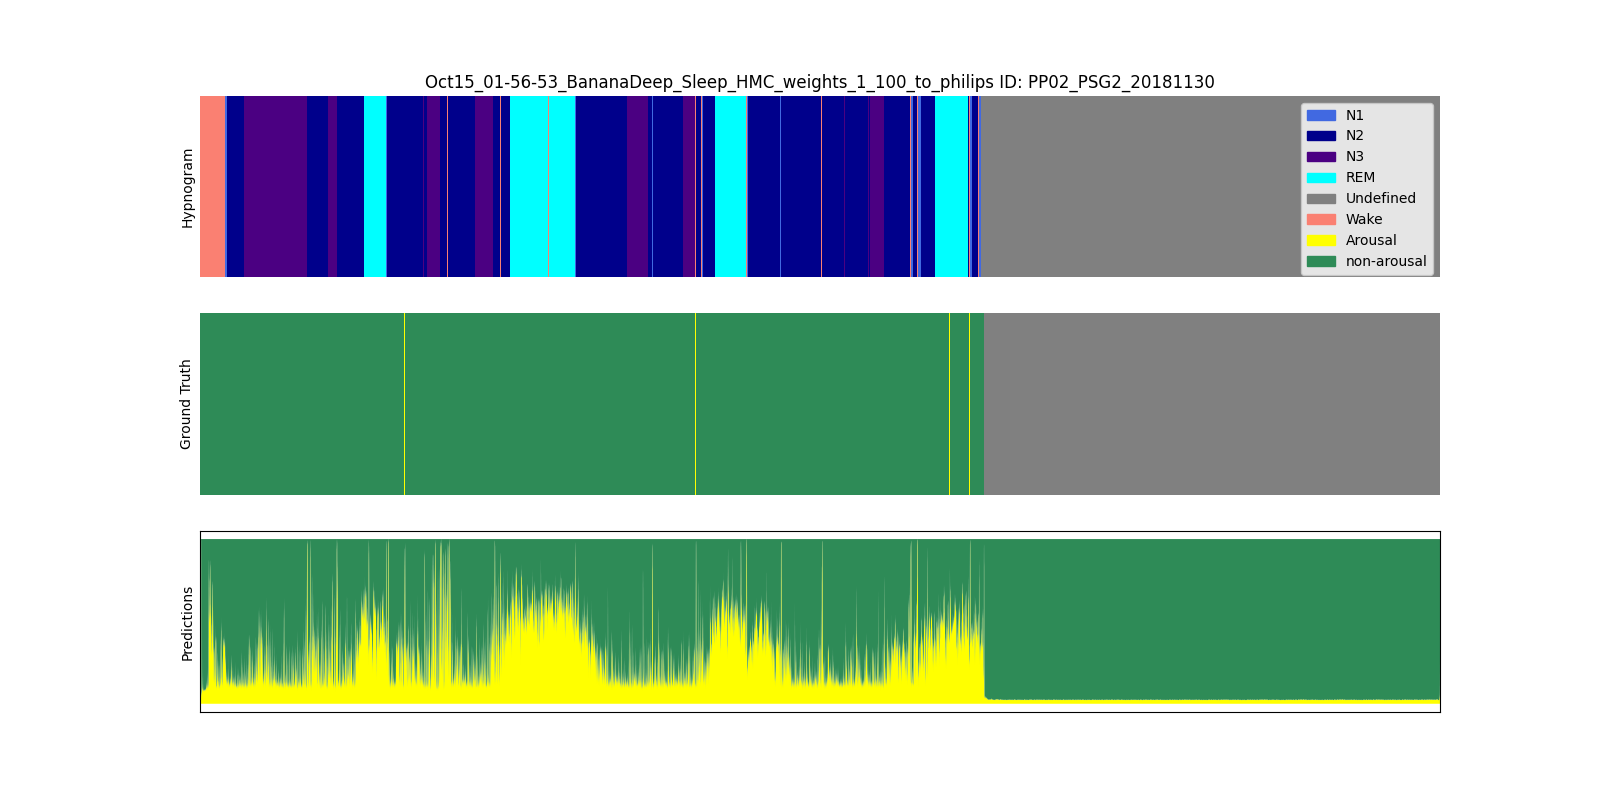 Oct15_01-56-53_BananaDeep_Sleep_HMC_weights_1_100_to_philips ID: PP02_PSG2_20181130
Hypnogram
N1
N2
N3
REM
Undefined
Wake
Arousal
non-arousal
Ground Truth
Predictions